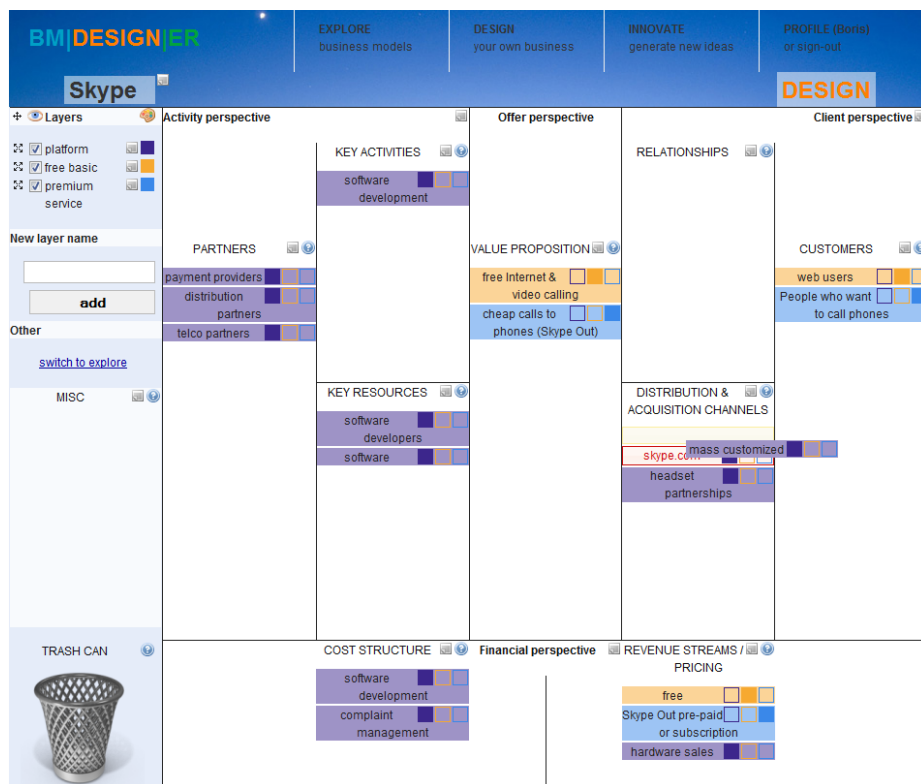 BM|DESIGN|ER
EXPLORE
business models
DESIGN
your own business
INNOVATE
generate new ideas
PROFILE (Boris)
or sign-out
Skype
DESIGN
Layers
platform
free basic
premium
service
New layer name
add
Other
switch to explore
MISC
TRASH CAN
Activity perspective
Offer perspective
Client perspective
PARTNERS
payment providers
distribution
partners
telco partners
KEY ACTIVITIES
software
development
KEY RESOURCES
software
developers
software
VALUE PROPOSITION
free Internet &
video calling
cheap calls to
phones (Skype Out)
RELATIONSHIPS
DISTRIBUTION &
ACQUISITION CHANNELS
mass customized
headset
partnerships
CUSTOMERS
web users
People who want
to call phones
COST STRUCTURE
software
development
complaint
management
Financial perspective
REVENUE STREAMS /
PRICING
free
Skype Out pre-paid
or subscription
hardware sales